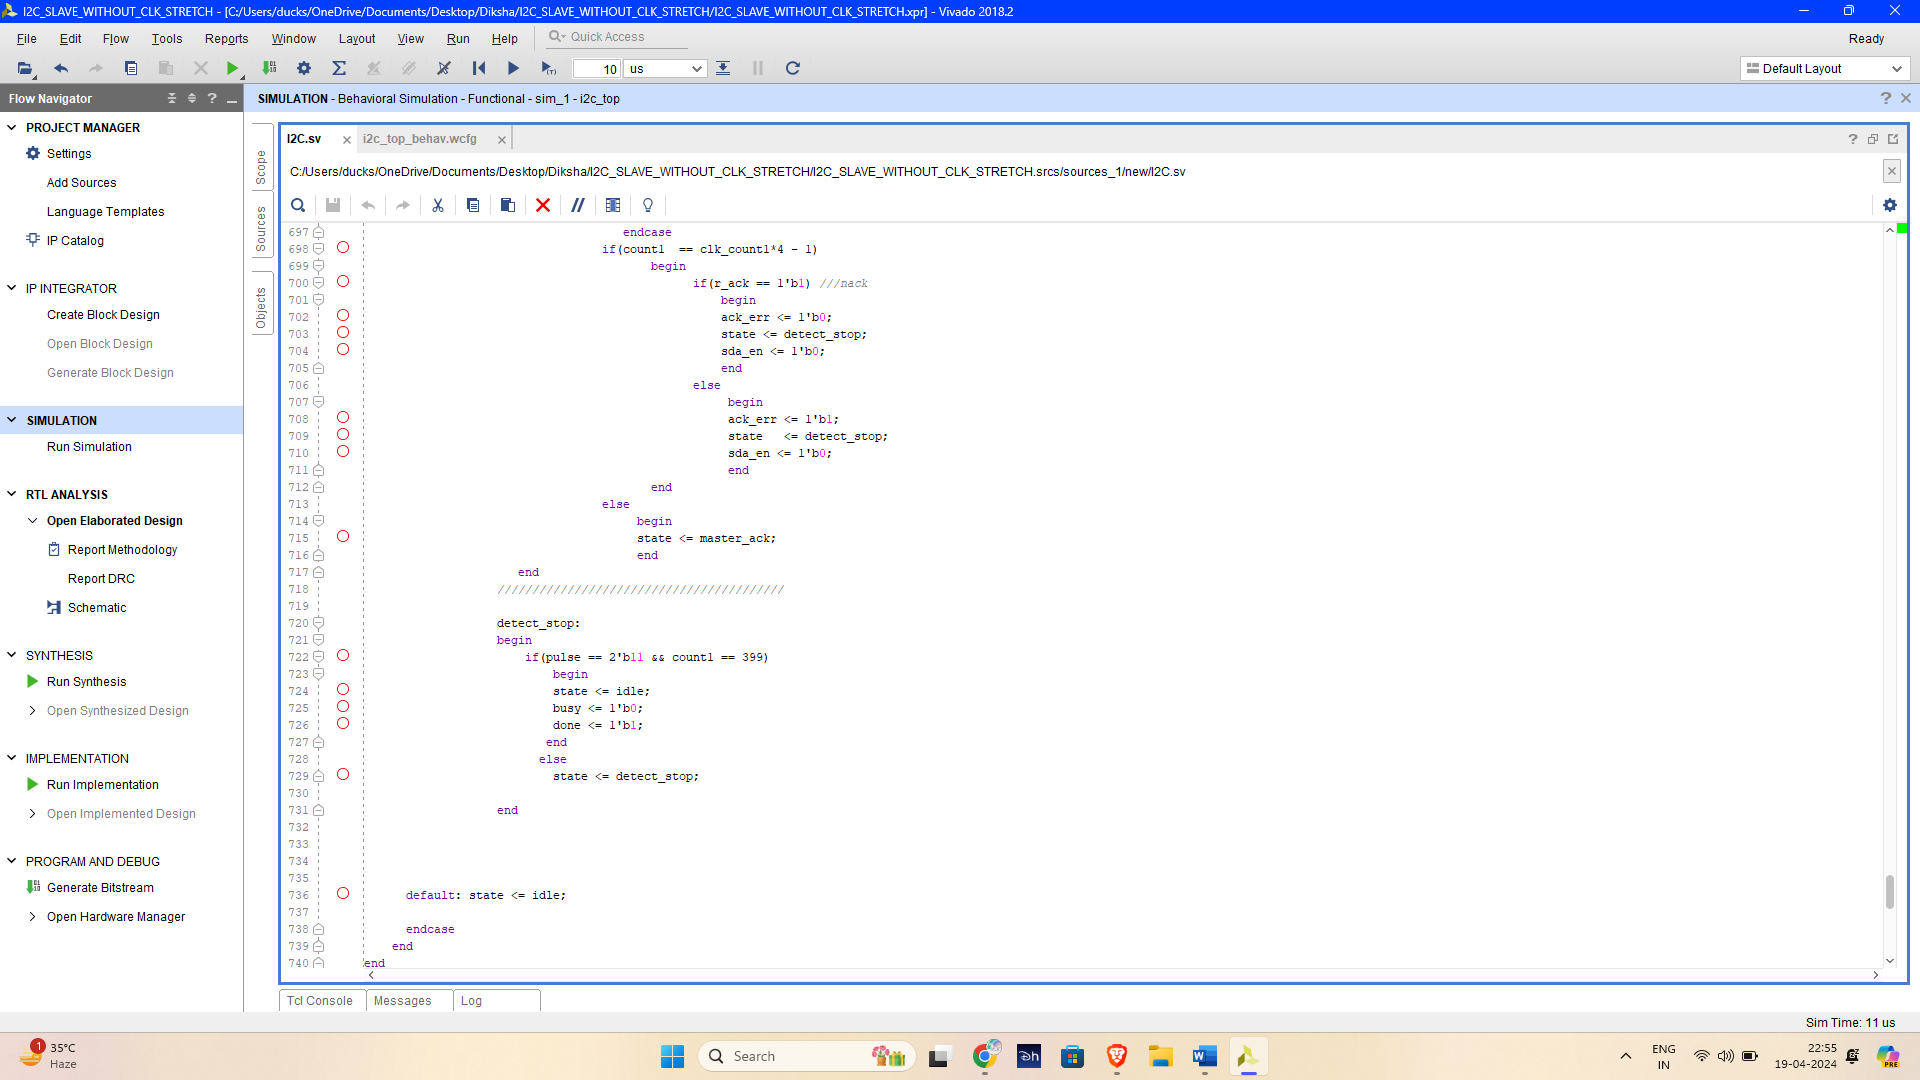 I2C_SLAVE_WITHOUT_CLK_STRETCH - [C:/Users/ducks/OneDrive/Documents/Desktop/Diksha/I2C_SLAVE_WITHOUT_CLK_STRETCH/I2C_SLAVE_WITHOUT_CLK_STRETCH.xpr] - Vivado 2018.2
File Edit Flow Tools Reports Window Layout View Run Help Quick Access Ready
10 us Default Layout
Flow Navigator
SIMULATION - Behavioral Simulation - Functional - sim_1 - i2c_top
PROJECT MANAGER
Settings
Add Sources
Language Templates
IP Catalog
IP INTEGRATOR
Create Block Design
Open Block Design
Generate Block Design
SIMULATION
Run Simulation
RTL ANALYSIS
Open Elaborated Design
Report Methodology
Report DRC
Schematic
SYNTHESIS
Run Synthesis
Open Synthesized Design
IMPLEMENTATION
Run Implementation
Open Implemented Design
PROGRAM AND DEBUG
Generate Bitstream
Open Hardware Manager
Scope
Sources
Objects
I2C.sv i2c_top_behav.wcfg
C:/Users/ducks/OneDrive/Documents/Desktop/Diksha/I2C_SLAVE_WITHOUT_CLK_STRETCH/I2C_SLAVE_WITHOUT_CLK_STRETCH.srcs/sources_1/new/I2C.sv
697 endcase
698 if(count1 == clk_count1*4 - 1)
699 begin
700 if(r_ack == 1'b1) ///nack
701 begin
702 ack_err <= 1'b0;
703 state <= detect_stop;
704 sda_en <= 1'b0;
705 end
706 else
707 begin
708 ack_err <= 1'b1;
709 state <= detect_stop;
710 sda_en <= 1'b0;
711 end
712 end
713 else
714 begin
715 state <= master_ack;
716 end
717 end
718 /////////////////////////////////////////
719
720 detect_stop:
721 begin
722 if(pulse == 2'b11 && count1 == 399)
723 begin
724 state <= idle;
725 busy <= 1'b0;
726 done <= 1'b1;
727 end
728 else
729 state <= detect_stop;
730
731 end
732
733
734
735
736 default: state <= idle;
737
738 endcase
739 end
740 end
Tcl Console Messages Log
Sim Time: 11 us
1
35°C
Haze
Search
ENG
IN
22:55
19-04-2024
PRE